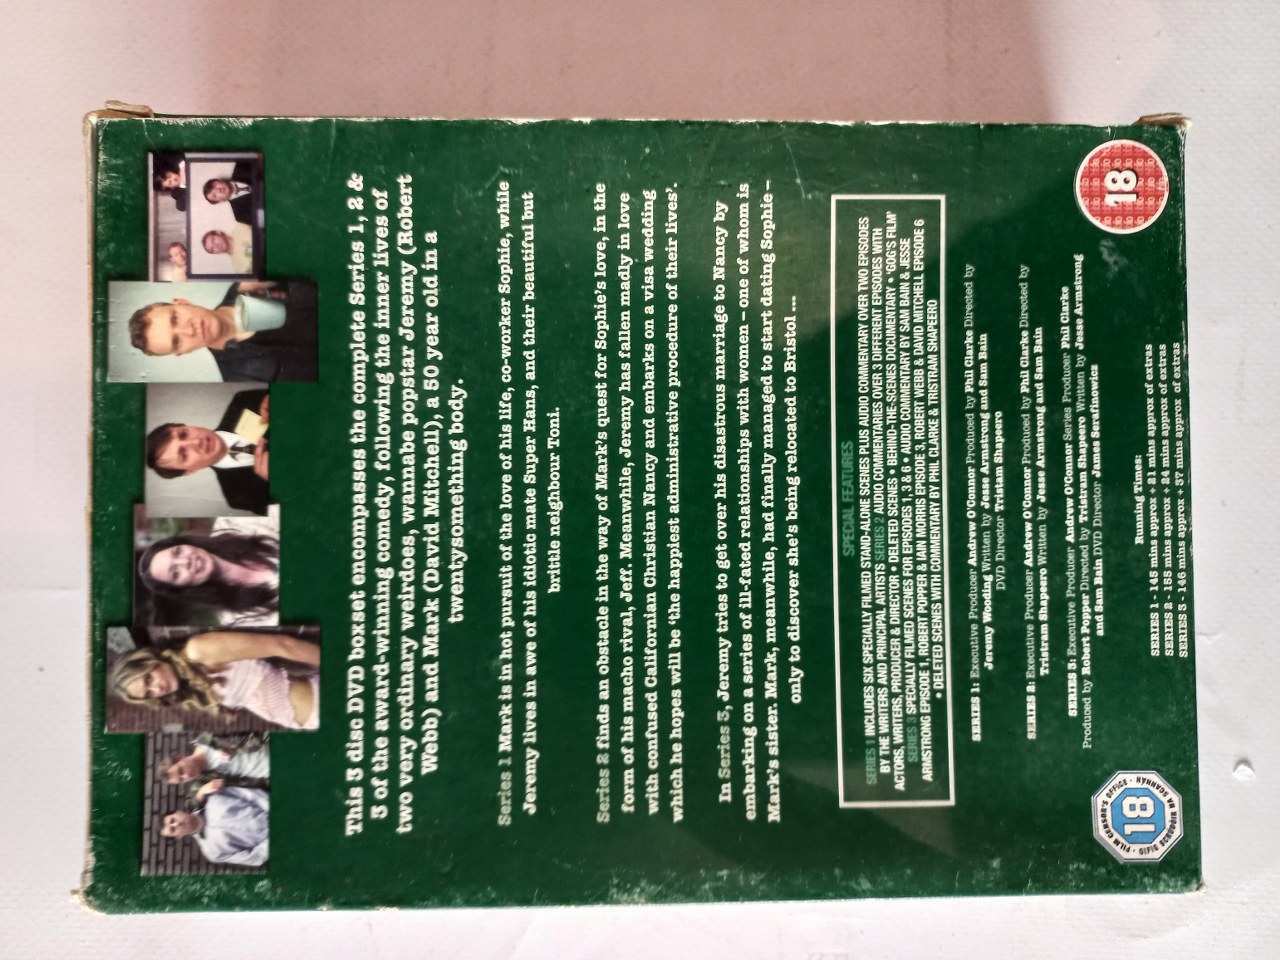 This 3 disc DVD boxset encompasses the complete Series 1, 2 &
3 of the award-winning comedy, following the inner lives of
two very ordinary weirdoes, wannabe popstar Jeremy (Robert
Webb) and Mark (David Mitchell), a 50 year old in a
twentysomething body.
Series 1 Mark is in hot pursuit of the love of his life, co-worker Sophie, while
Jeremy lives in awe of his idiotic mate Super Hans, and their beautiful but
brittle neighbour Toni.
Series 2 finds an obstacle in the way of Mark's quest for Sophie's love, in the
form of his macho rival, Jeff. Meanwhile, Jeremy has fallen madly in love
with confused Californian Christian Nancy and embarks on a visa wedding
which he hopes will be 'the happiest administrative procedure of their lives'.
In Series 3, Jeremy tries to get over his disastrous marriage to Nancy by
embarking on a series of ill-fated relationships with women – one of whom is
Mark's sister. Mark, meanwhile, had finally managed to start dating Sophie –
only to discover she's being relocated to Bristol ...
SPECIAL FEATURES
SERIES 1 INCLUDES SIX SPECIALLY FILMED STAND-ALONE SCENES PLUS AUDIO COMMENTARY OVER TWO EPISODES
BY THE WRITERS AND PRINCIPAL ARTISTS SERIES 2 AUDIO COMMENTARIES OVER 3 DIFFERENT EPISODES WITH
ACTORS, WRITERS, PRODUCER & DIRECTOR • DELETED SCENES • BEHIND-THE-SCENES DOCUMENTARY • 'GOG'S FILM'
SERIES 3 SPECIALLY FILMED SCENES FOR EPISODES 1, 3 & 6 • AUDIO COMMENTARY BY SAM BAIN & JESSE
ARMSTRONG EPISODE 1, ROBERT POPPER & IAIN MORRIS EPISODE 3, ROBERT WEBB & DAVID MITCHELL EPISODE 6
• DELETED SCENES WITH COMMENTARY BY PHIL CLARKE & TRISTRAM SHAPEERO
SERIES 1: Executive Producer Andrew O'Connor Produced by Phil Clarke Directed by
Jeremy Wooding Written by Jesse Armstrong and Sam Bain
DVD Director Tristam Shapeero
SERIES 2: Executive Producer Andrew O'Connor Produced by Phil Clarke Directed by
Tristram Shapeero Written by Jesse Armstrong and Sam Bain
SERIES 3: Executive Producer Andrew O'Connor Series Producer Phil Clarke
Produced by Robert Popper Directed by Tristram Shapeero Written by Jesse Armstrong
and Sam Bain DVD Director James Serafinowicz
Running Times:
SERIES 1 - 145 mins approx + 21 mins approx of extras
SERIES 2 - 155 mins approx + 24 mins approx of extras
SERIES 3 - 146 mins approx + 37 mins approx of extras
18
FILM CENSOR'S OFFICE · OIFIG SCRÚDÓIR NA SCANNÁN
18